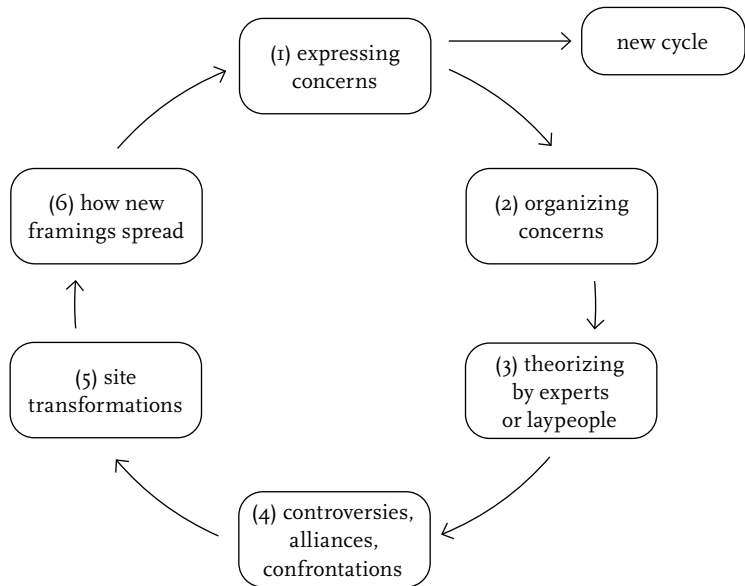 (1) expressing
concerns
new cycle
(2) organizing
concerns
(3) theorizing
by experts
or laypeople
(4) controversies,
alliances,
confrontations
(5) site
transformations
(6) how new
framings spread